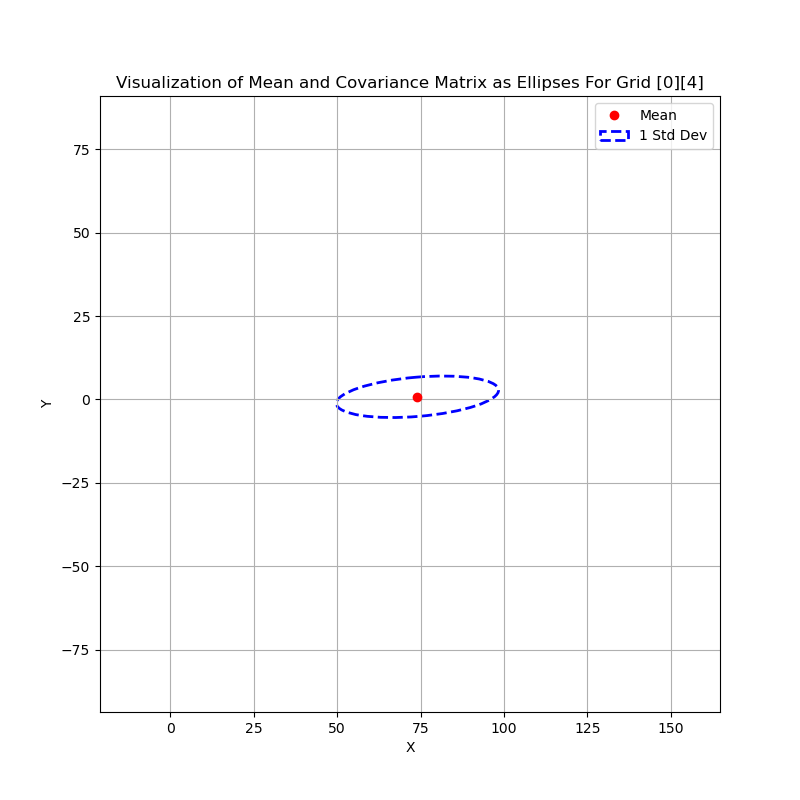 Visualization of Mean and Covariance Matrix as Ellipses For Grid [0][4]
Mean
1 Std Dev
75
50
25
0
−25
−50
−75
Y
0 25 50 75 100 125 150
X